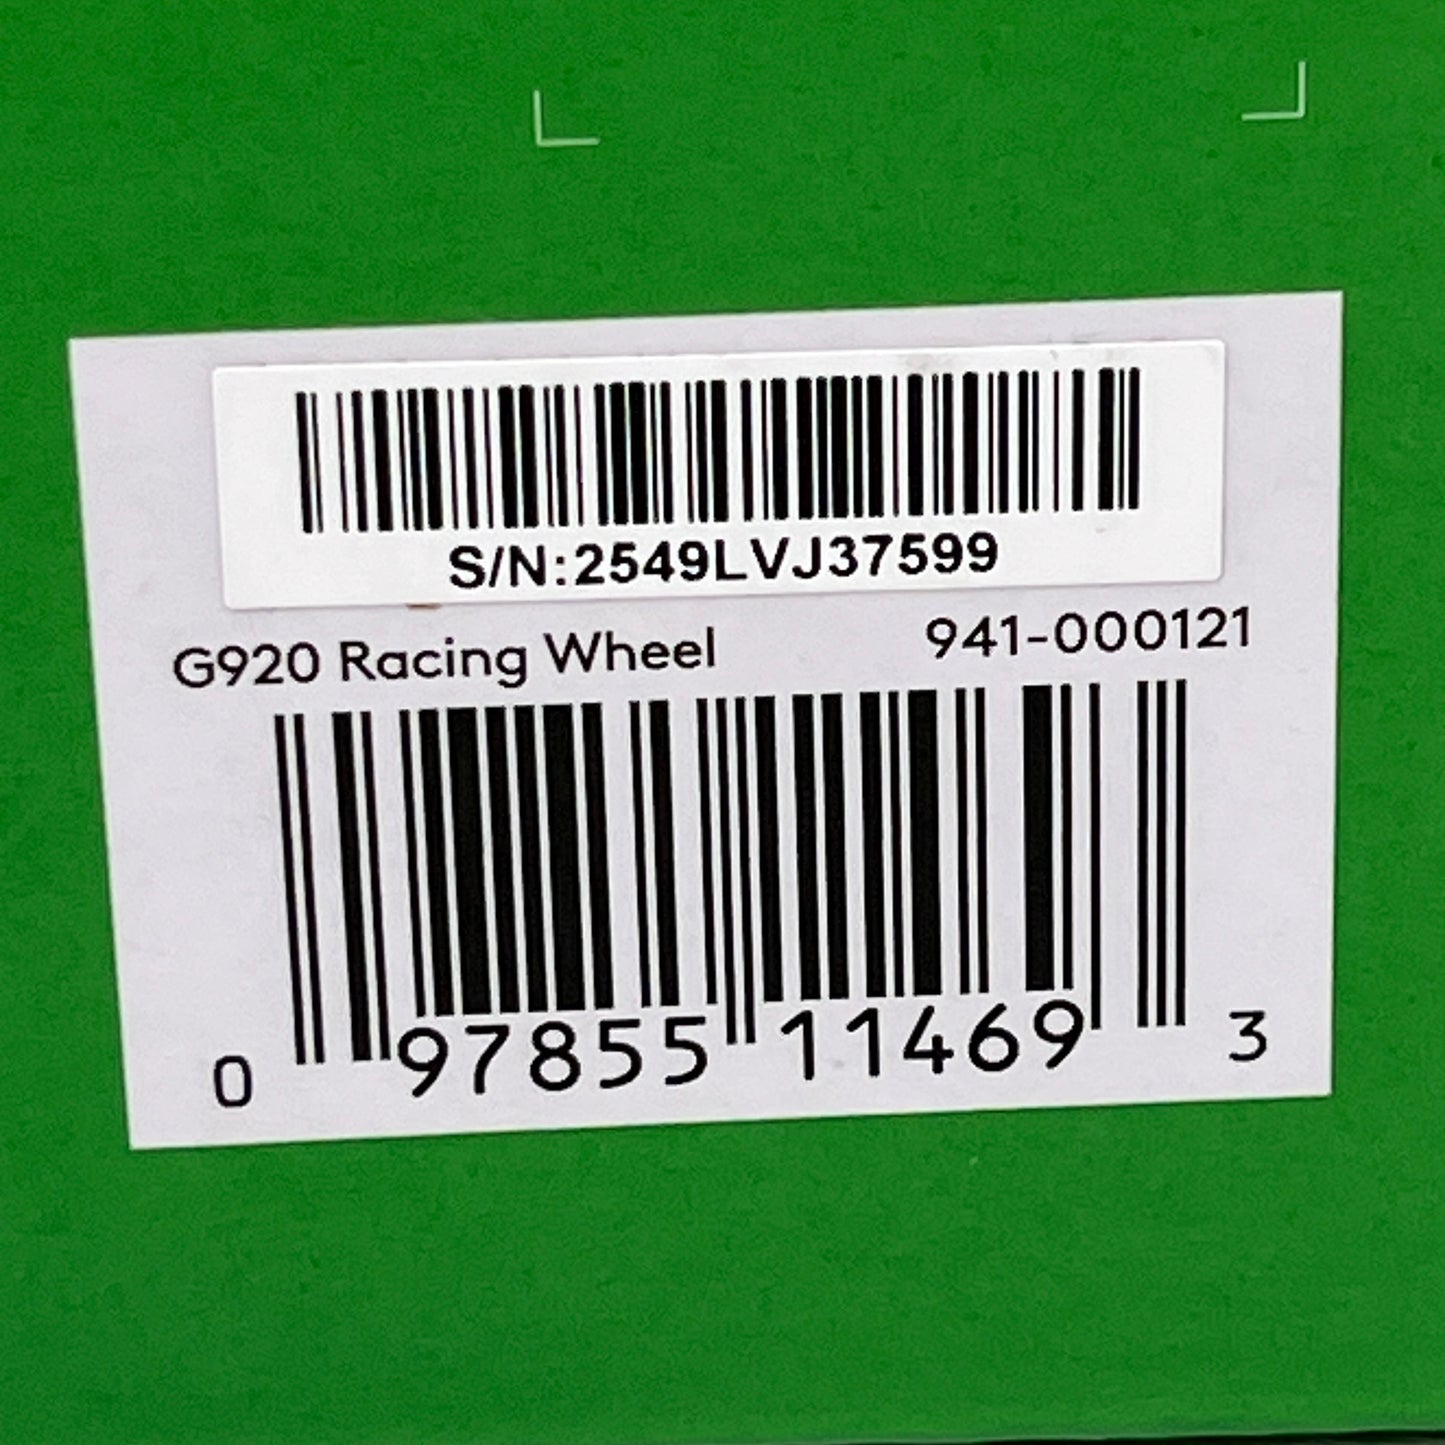 S/N:2549LVJ37599
G920 Racing Wheel 941-000121
0 97855 11469 3